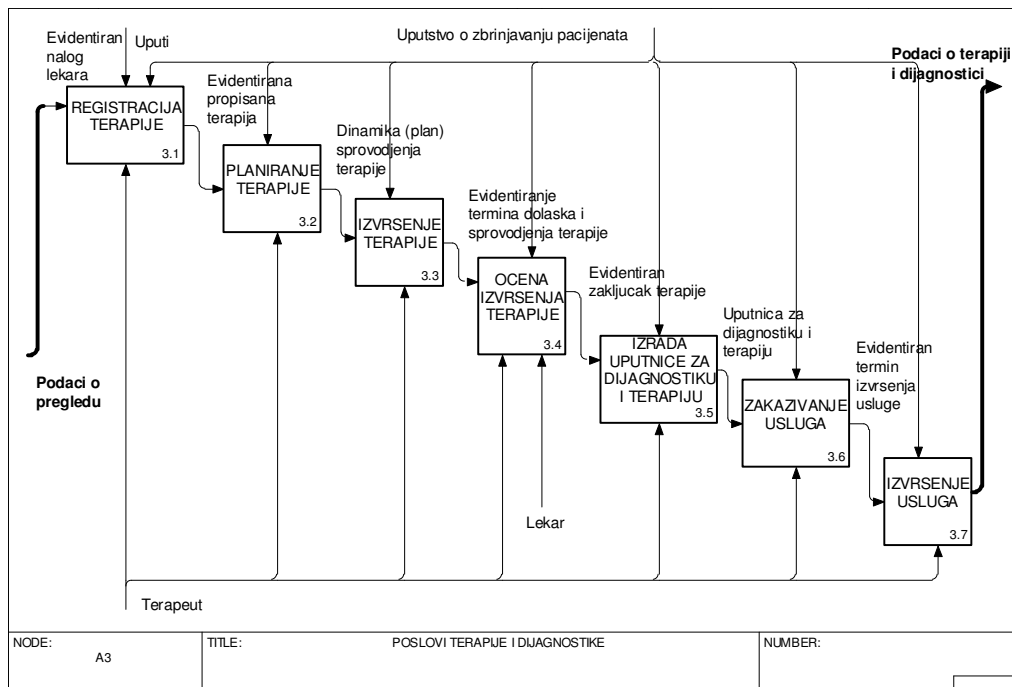 Evidentiran
nalog
lekara
Uputi
Uputstvo o zbrinjavanju pacijenata
Podaci o terapiji
i dijagnostici
REGISTRACIJA
TERAPIJE
3.1
Evidentirana
propisana
terapija
PLANIRANJE
TERAPIJE
3.2
Dinamika (plan)
sprovodjenja
terapije
IZVRSENJE
TERAPIJE
3.3
Evidentiranje
termina dolaska i
sprovodjenja terapije
OCENA
IZVRSENJA
TERAPIJE
3.4
Evidentiran
zakljucak terapije
IZRADA
UPUTNICE ZA
DIJAGNOSTIKU
I TERAPIJU
3.5
Uputnica za
dijagnostiku i
terapiju
ZAKAZIVANJE
USLUGA
3.6
Evidentiran
termin
izvrsenja
usluge
IZVRSENJE
USLUGA
3.7
Podaci o
pregledu
Lekar
Terapeut
NODE:
A3
TITLE:
POSLOVI TERAPIJE I DIJAGNOSTIKE
NUMBER: